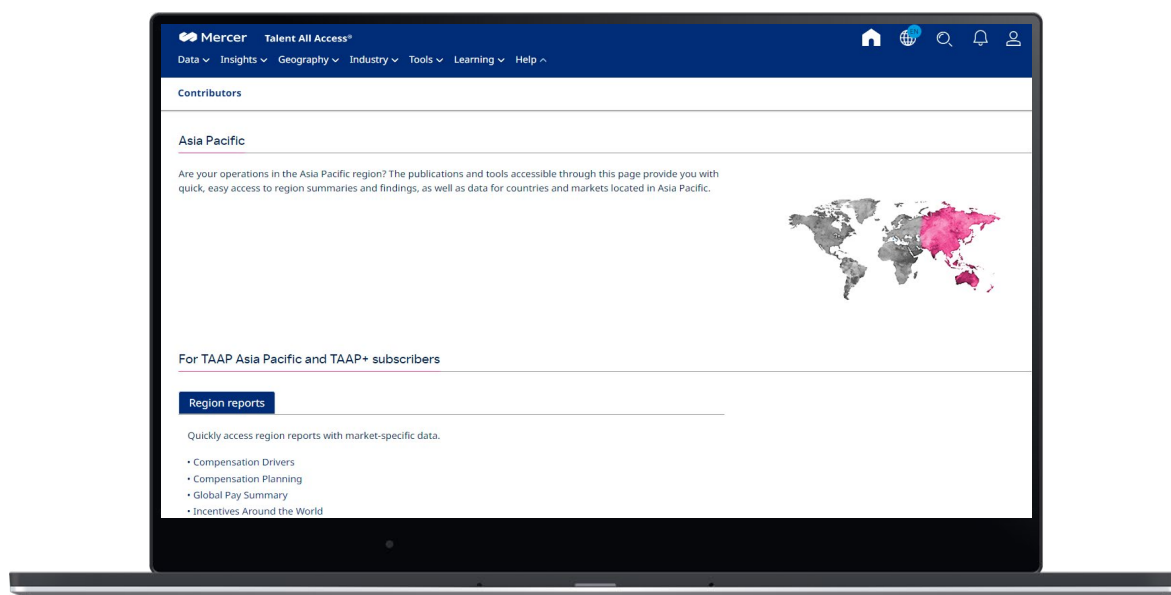 Mercer Talent All Access®
EN
Data Insights Geography Industry Tools Learning Help
Contributors
Asia Pacific
Are your operations in the Asia Pacific region? The publications and tools accessible through this page provide you with
quick, easy access to region summaries and findings, as well as data for countries and markets located in Asia Pacific.
For TAAP Asia Pacific and TAAP+ subscribers
Region reports
Quickly access region reports with market-specific data.
• Compensation Drivers
• Compensation Planning
• Global Pay Summary
• Incentives Around the World